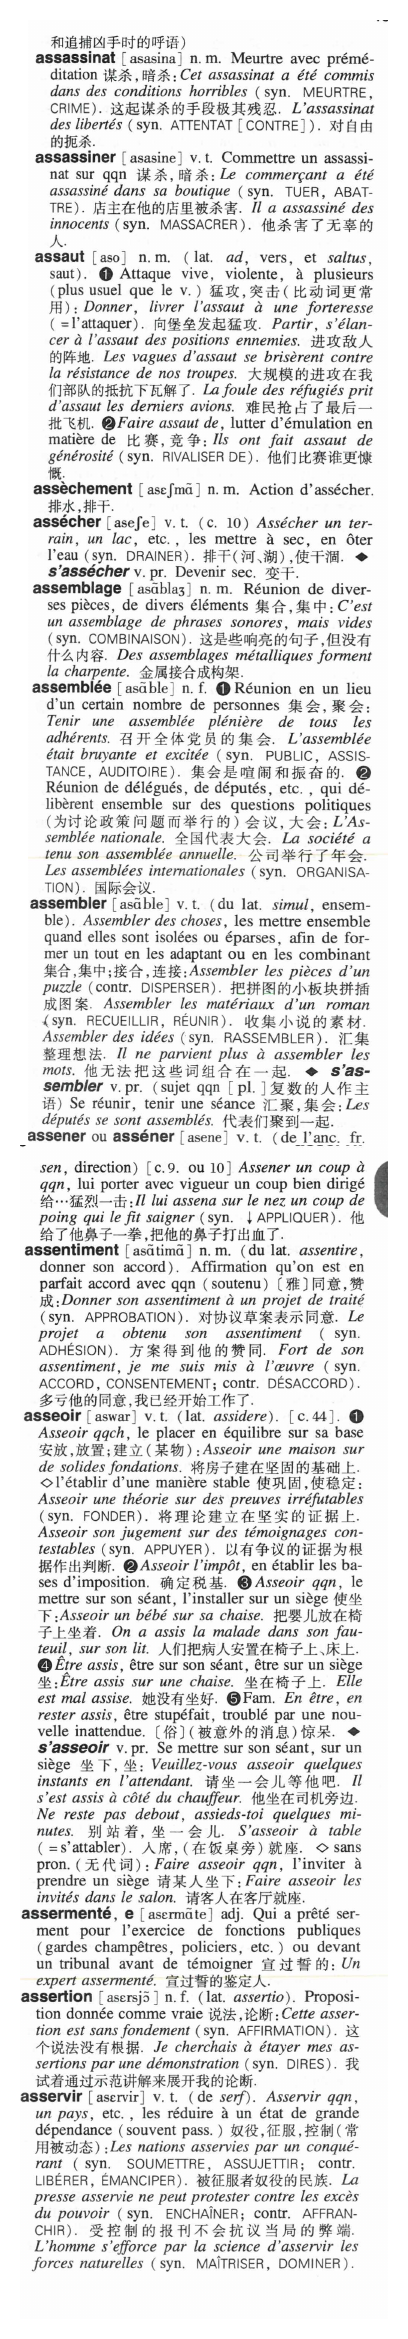 和追捕凶手时的呼语)
assassinat [asasina] n. m. Meurtre avec prémé-
ditation 谋杀,暗杀: Cet assassinat a été commis
dans des conditions horribles (syn. MEURTRE,
CRIME). 这起谋杀的手段极其残忍. L'assassinat
des libertés (syn. ATTENTAT [CONTRE]). 对自由
的扼杀.
assassiner [asasine] v. t. Commettre un assassi-
nat sur qqn 谋杀,暗杀: Le commerçant a été
assassiné dans sa boutique (syn. TUER, ABAT-
TRE). 店主在他的店里被杀害. Il a assassiné des
innocents (syn. MASSACRER). 他杀害了无辜的
人.
assaut [aso] n. m. (lat. ad, vers, et saltus,
saut). ❶ Attaque vive, violente, à plusieurs
(plus usuel que le v.) 猛攻,突击(比动词更常
用): Donner, livrer l'assaut à une forteresse
(=l'attaquer). 向堡垒发起猛攻. Partir, s'élan-
cer à l'assaut des positions ennemies. 进攻敌人
的阵地. Les vagues d'assaut se brisèrent contre
la résistance de nos troupes. 大规模的进攻在我
们部队的抵抗下瓦解了. La foule des réfugiés prit
d'assaut les derniers avions. 难民抢占了最后一
批飞机. ❷ Faire assaut de, lutter d'émulation en
matière de 比赛,竞争: Ils ont fait assaut de
générosité (syn. RIVALISER DE). 他们比赛谁更慷
慨.
assèchement [asɛʃmɑ̃] n. m. Action d'assécher.
排水,排干.
assécher [aseʃe] v. t. (c. 10) Assécher un ter-
rain, un lac, etc., les mettre à sec, en ôter
l'eau (syn. DRAINER). 排干(河、湖),使干涸. ◆
s'assécher v. pr. Devenir sec. 变干.
assemblage [asɑ̃blaʒ] n. m. Réunion de diver-
ses pièces, de divers éléments 集合,集中: C'est
un assemblage de phrases sonores, mais vides
(syn. COMBINAISON). 这是些响亮的句子,但没有
什么内容. Des assemblages métalliques forment
la charpente. 金属接合成构架.
assemblée [asɑ̃ble] n. f. ❶ Réunion en un lieu
d'un certain nombre de personnes 集会,聚会:
Tenir une assemblée plénière de tous les
adhérents. 召开全体党员的集会. L'assemblée
était bruyante et excitée (syn. PUBLIC, ASSIS-
TANCE, AUDITOIRE). 集会是喧闹和振奋的. ❷
Réunion de délégués, de députés, etc., qui dé-
libèrent ensemble sur des questions politiques
(为讨论政策问题而举行的)会议,大会: L'As-
semblée nationale. 全国代表大会. La société a
tenu son assemblée annuelle. 公司举行了年会.
Les assemblées internationales (syn. ORGANISA-
TION). 国际会议.
assembler [asɑ̃ble] v. t. (du lat. simul, ensem-
ble). Assembler des choses, les mettre ensemble
quand elles sont isolées ou éparses, afin de for-
mer un tout en les adaptant ou en les combinant
集合,集中;接合,连接: Assembler les pièces d'un
puzzle (contr. DISPERSER). 把拼图的小板块拼插
成图案. Assembler les matériaux d'un roman
(syn. RECUEILLIR, RÉUNIR). 收集小说的素材.
Assembler des idées (syn. RASSEMBLER). 汇集
整理想法. Il ne parvient plus à assembler les
mots. 他无法把这些词组合在一起. ◆ s'as-
sembler v. pr. (sujet qqn [pl.] 复数的人作主
语) Se réunir, tenir une séance 汇聚,集会: Les
députés se sont assemblés. 代表们聚到一起.
assener ou asséner [asene] v. t. (de l'anc. fr.
sen, direction) [c. 9. ou 10] Assener un coup à
qqn, lui porter avec vigueur un coup bien dirigé
给…猛烈一击: Il lui assena sur le nez un coup de
poing qui le fit saigner (syn. ↓ APPLIQUER). 他
给了他鼻子一拳,把他的鼻子打出血了.
assentiment [asɑ̃timɑ̃] n. m. (du lat. assentire,
donner son accord). Affirmation qu'on est en
parfait accord avec qqn (soutenu) 〔雅〕同意,赞
成: Donner son assentiment à un projet de traité
(syn. APPROBATION). 对协议草案表示同意. Le
projet a obtenu son assentiment (syn.
ADHÉSION). 方案得到他的赞同. Fort de son
assentiment, je me suis mis à l'œuvre (syn.
ACCORD, CONSENTEMENT; contr. DÉSACCORD).
多亏他的同意,我已经开始工作了.
asseoir [aswar] v. t. (lat. assidere). [c. 44]. ❶
Asseoir qqch, le placer en équilibre sur sa base
安放,放置;建立(某物): Asseoir une maison sur
de solides fondations. 将房子建在坚固的基础上.
◇ l'établir d'une manière stable 使巩固,使稳定:
Asseoir une théorie sur des preuves irréfutables
(syn. FONDER). 将理论建立在坚实的证据上.
Asseoir son jugement sur des témoignages con-
testables (syn. APPUYER). 以有争议的证据为根
据作出判断. ❷ Asseoir l'impôt, en établir les ba-
ses d'imposition. 确定税基. ❸ Asseoir qqn, le
mettre sur son séant, l'installer sur un siège 使坐
下: Asseoir un bébé sur sa chaise. 把婴儿放在椅
子上坐着. On a assis la malade dans son fau-
teuil, sur son lit. 人们把病人安置在椅子上、床上.
❹ Être assis, être sur son séant, être sur un siège
坐: Être assis sur une chaise. 坐在椅子上. Elle
est mal assise. 她没有坐好. ❺ Fam. En être, en
rester assis, être stupéfait, troublé par une nou-
velle inattendue. 〔俗〕(被意外的消息)惊呆. ◆
s'asseoir v. pr. Se mettre sur son séant, sur un
siège 坐下,坐: Veuillez-vous asseoir quelques
instants en l'attendant. 请坐一会儿等他吧. Il
s'est assis à côté du chauffeur. 他坐在司机旁边.
Ne reste pas debout, assieds-toi quelques mi-
nutes. 别站着,坐一会儿. S'asseoir à table
(=s'attabler). 入席,(在饭桌旁)就座. ◇ sans
pron. (无代词): Faire asseoir qqn, l'inviter à
prendre un siège 请某人坐下: Faire asseoir les
invités dans le salon. 请客人在客厅就座.
assermenté, e [asɛrmɑ̃te] adj. Qui a prêté ser-
ment pour l'exercice de fonctions publiques
(gardes champêtres, policiers, etc.) ou devant
un tribunal avant de témoigner 宣过誓的: Un
expert assermenté. 宣过誓的鉴定人.
assertion [asɛrsjɔ̃] n. f. (lat. assertio). Proposi-
tion donnée comme vraie 说法,论断: Cette asser-
tion est sans fondement (syn. AFFIRMATION). 这
个说法没有根据. Je cherchais à étayer mes as-
sertions par une démonstration (syn. DIRES). 我
试着通过示范讲解来展开我的论断.
asservir [asɛrvir] v. t. (de serf). Asservir qqn,
un pays, etc., les réduire à un état de grande
dépendance (souvent pass.) 奴役,征服,控制(常
用被动态): Les nations asservies par un conqué-
rant (syn. SOUMETTRE, ASSUJETTIR; contr.
LIBÉRER, ÉMANCIPER). 被征服者奴役的民族. La
presse asservie ne peut protester contre les excès
du pouvoir (syn. ENCHAÎNER; contr. AFFRAN-
CHIR). 受控制的报刊不会抗议当局的弊端.
L'homme s'efforce par la science d'asservir les
forces naturelles (syn. MAÎTRISER, DOMINER).